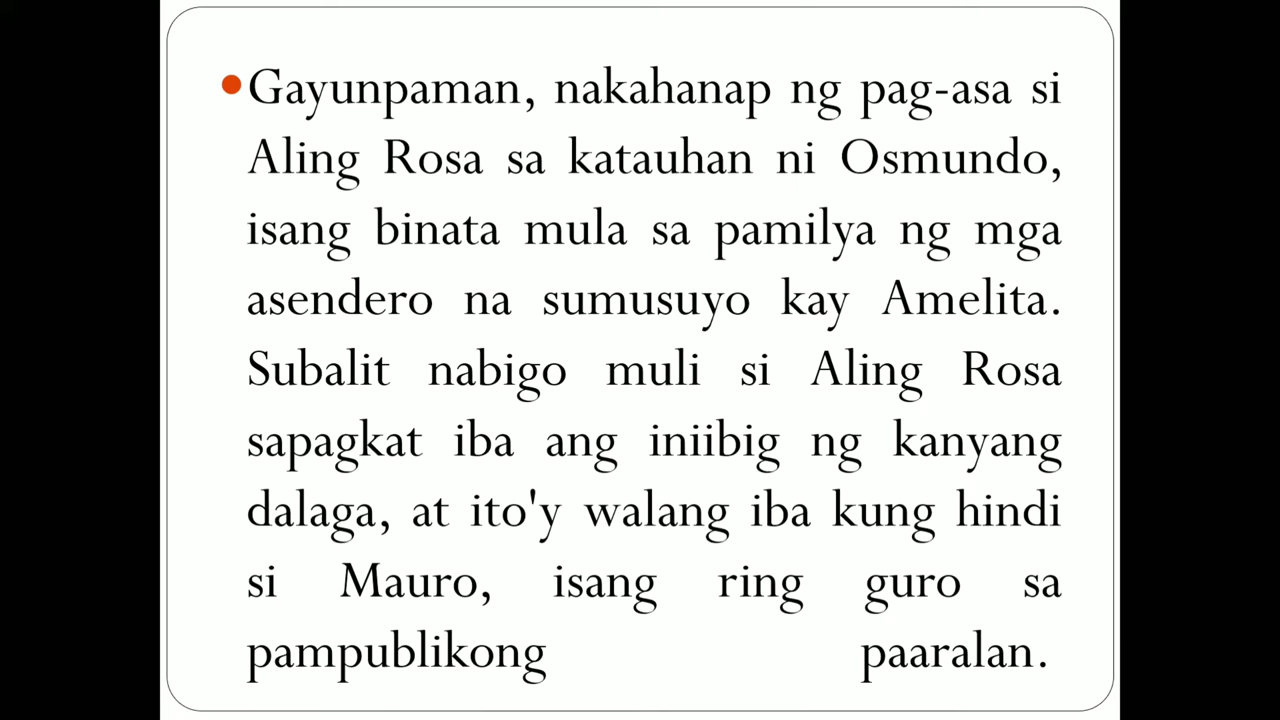 Gayunpaman, nakahanap ng pag-asa si
Aling Rosa sa katauhan ni Osmundo,
isang binata mula sa pamilya ng mga
asendero na sumusuyo kay Amelita.
Subalit nabigo muli si Aling Rosa
sapagkat iba ang iniibig ng kanyang
dalaga, at ito'y walang iba kung hindi
si Mauro, isang ring guro sa
pampublikong paaralan.